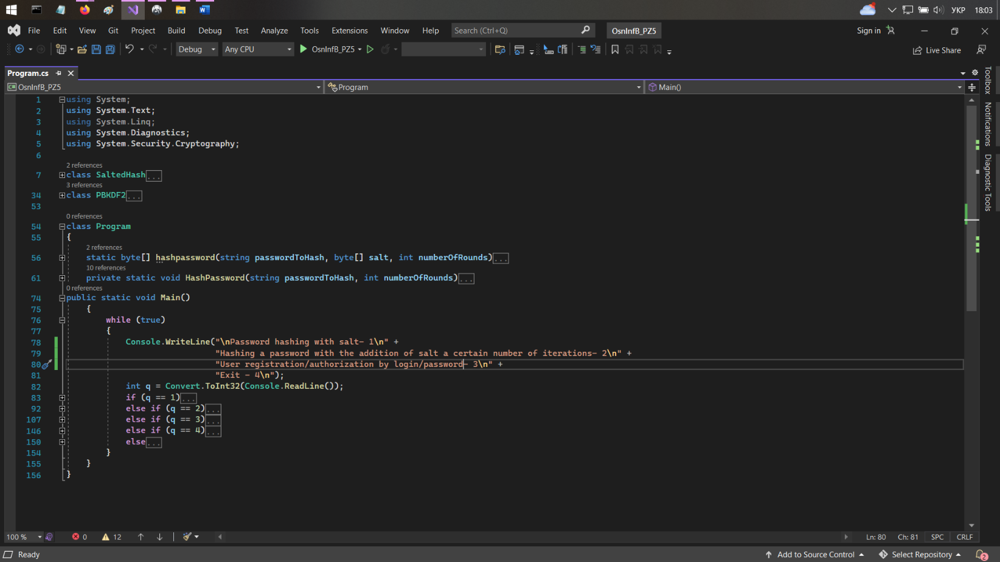 УКР 18:03
File Edit View Git Project Build Debug Test Analyze Tools Extensions Window Help Search (Ctrl+Q) OsnInfB_PZ5 Sign in
Debug Any CPU OsnInfB_PZ5 Live Share
Program.cs
C# OsnInfB_PZ5 Program Main()
1 using System;
2 using System.Text;
3 using System.Linq;
4 using System.Diagnostics;
5 using System.Security.Cryptography;
6
2 references
7 class SaltedHash...
3 references
34 class PBKDF2...
53
0 references
54 class Program
55 {
2 references
56 static byte[] hashpassword(string passwordToHash, byte[] salt, int numberOfRounds)...
10 references
61 private static void HashPassword(string passwordToHash, int numberOfRounds)...
0 references
74 public static void Main()
75 {
76 while (true)
77 {
78 Console.WriteLine("\nPassword hashing with salt- 1\n" +
79 "Hashing a password with the addition of salt a certain number of iterations- 2\n" +
80 "User registration/authorization by login/password- 3\n" +
81 "Exit - 4\n");
82 int q = Convert.ToInt32(Console.ReadLine());
83 if (q == 1)...
92 else if (q == 2)...
107 else if (q == 3)...
146 else if (q == 4)...
150 else...
154 }
155 }
156 }
Toolbox
Notifications
Diagnostic Tools
100 % 0 12 Ln: 80 Ch: 81 SPC CRLF
Ready Add to Source Control Select Repository 2